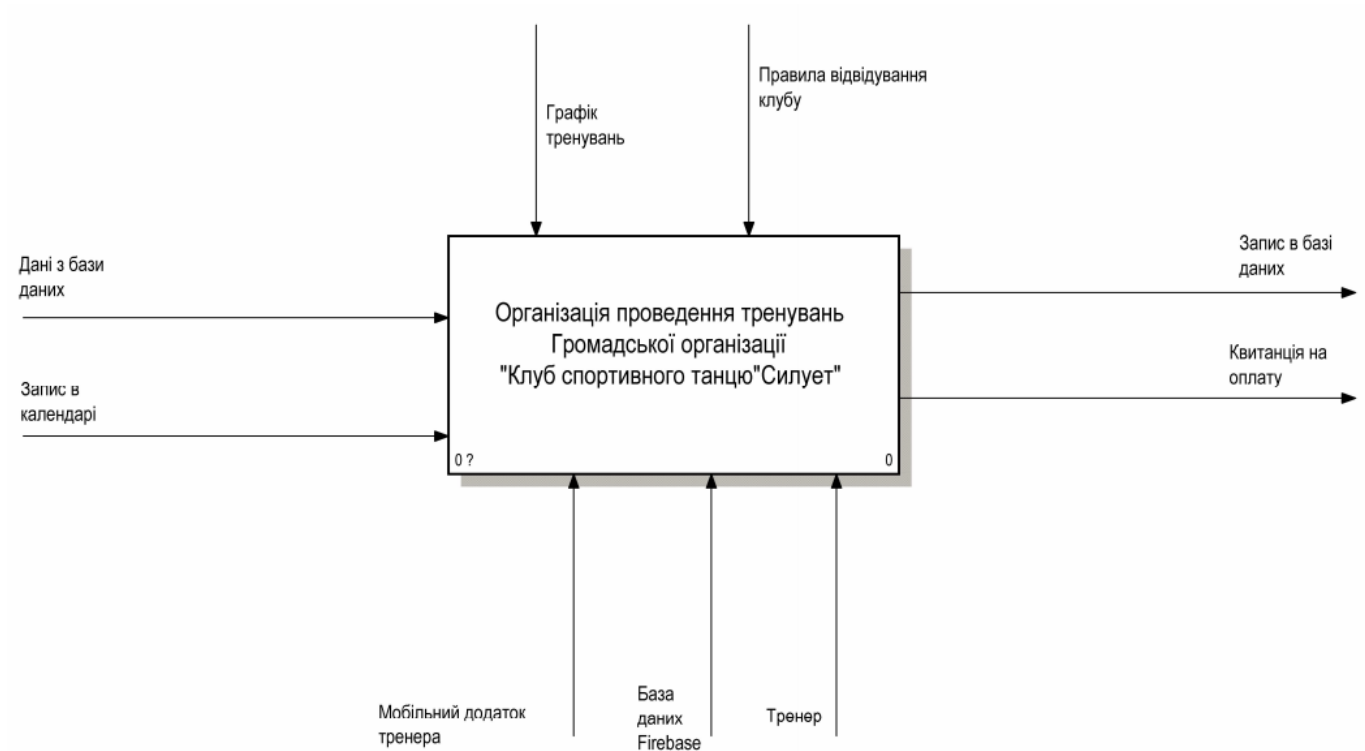 Графік
тренувань
Правила відвідування
клубу
Дані з бази
даних
Запис в
календарі
Організація проведення тренувань
Громадської організації
"Клуб спортивного танцю"Силует"
0 ?
0
Запис в базі
даних
Квитанція на
оплату
Мобільний додаток
тренера
База
даних
Firebase
Тренер